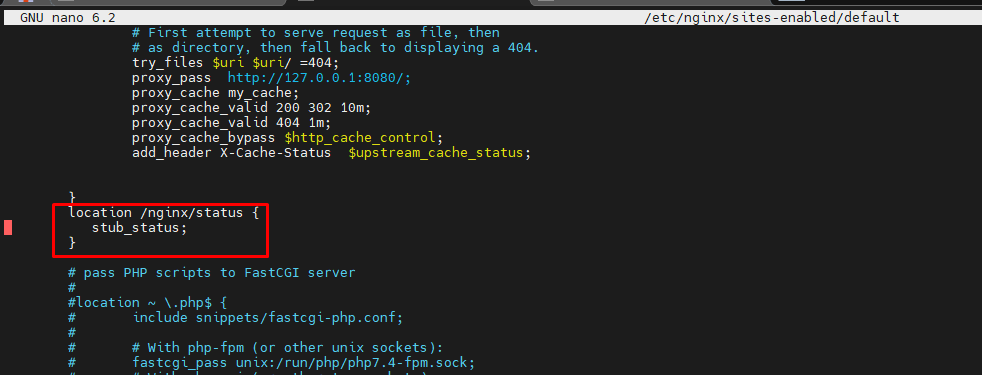 GNU nano 6.2 /etc/nginx/sites-enabled/default
# First attempt to serve request as file, then
# as directory, then fall back to displaying a 404.
try_files $uri $uri/ =404;
proxy_pass  http://127.0.0.1:8080/;
proxy_cache my_cache;
proxy_cache_valid 200 302 10m;
proxy_cache_valid 404 1m;
proxy_cache_bypass $http_cache_control;
add_header X-Cache-Status  $upstream_cache_status;
}
location /nginx/status {
stub_status;
}
# pass PHP scripts to FastCGI server
#
#location ~ \.php$ {
#       include snippets/fastcgi-php.conf;
#
#       # With php-fpm (or other unix sockets):
#       fastcgi_pass unix:/run/php/php7.4-fpm.sock;